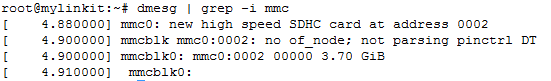 root@mylinkit:~# dmesg | grep -i mmc
[    4.880000] mmc0: new high speed SDHC card at address 0002
[    4.900000] mmcblk mmc0:0002: no of_node; not parsing pinctrl DT
[    4.900000] mmcblk0: mmc0:0002 00000 3.70 GiB
[    4.910000]  mmcblk0: